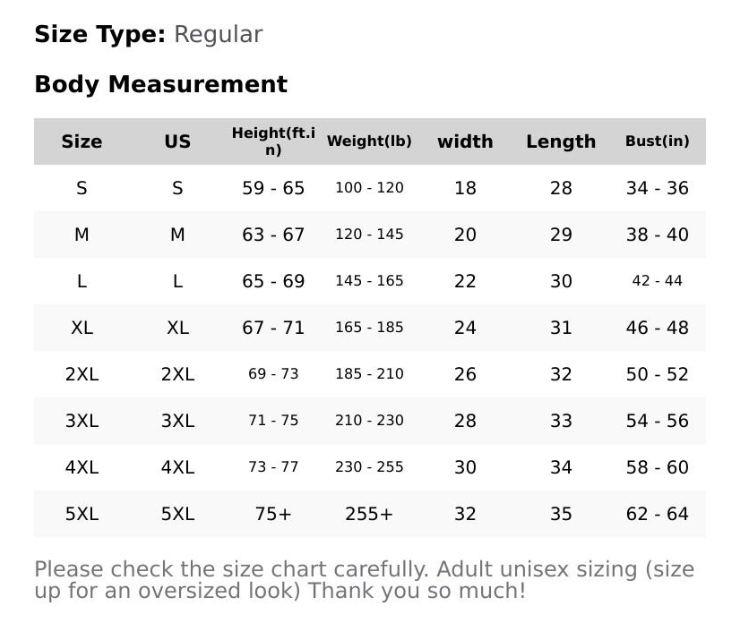 Size Type: Regular
Body Measurement
Size US Height(ft.in) Weight(lb) width Length Bust(in)
S S 59 - 65 100 - 120 18 28 34 - 36
M M 63 - 67 120 - 145 20 29 38 - 40
L L 65 - 69 145 - 165 22 30 42 - 44
XL XL 67 - 71 165 - 185 24 31 46 - 48
2XL 2XL 69 - 73 185 - 210 26 32 50 - 52
3XL 3XL 71 - 75 210 - 230 28 33 54 - 56
4XL 4XL 73 - 77 230 - 255 30 34 58 - 60
5XL 5XL 75+ 255+ 32 35 62 - 64
Please check the size chart carefully. Adult unisex sizing (size
up for an oversized look) Thank you so much!